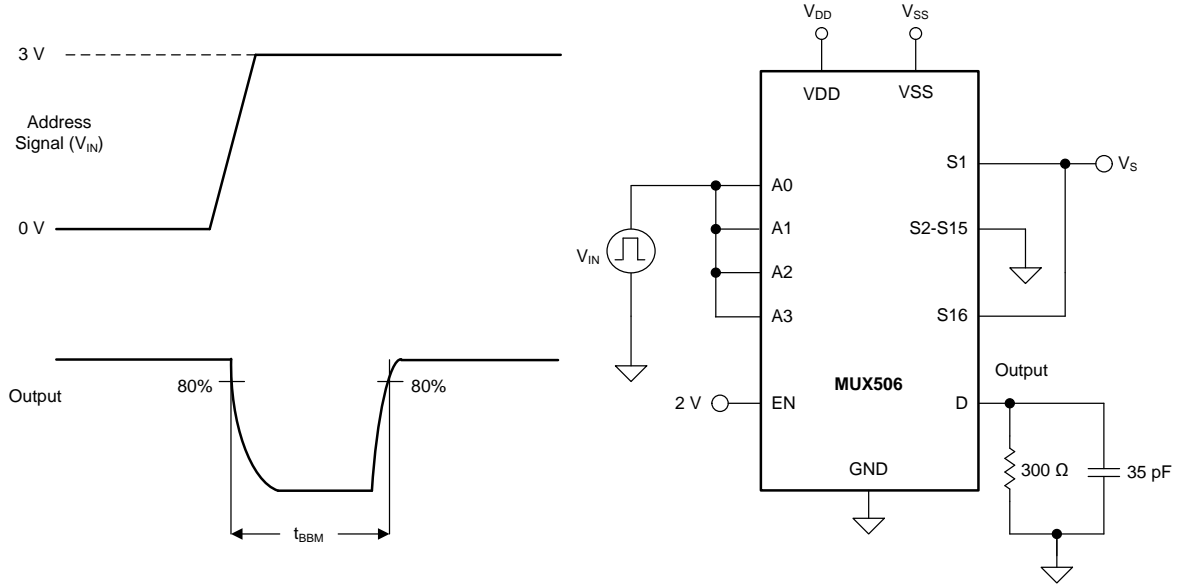 3 V
Address
Signal (VIN)
0 V
Output
80%
80%
tBBM
VDD
VSS
VDD
VSS
S1
VS
A0
A1
S2-S15
VIN
A2
A3
S16
MUX506
Output
2 V
EN
D
GND
300 Ω
35 pF